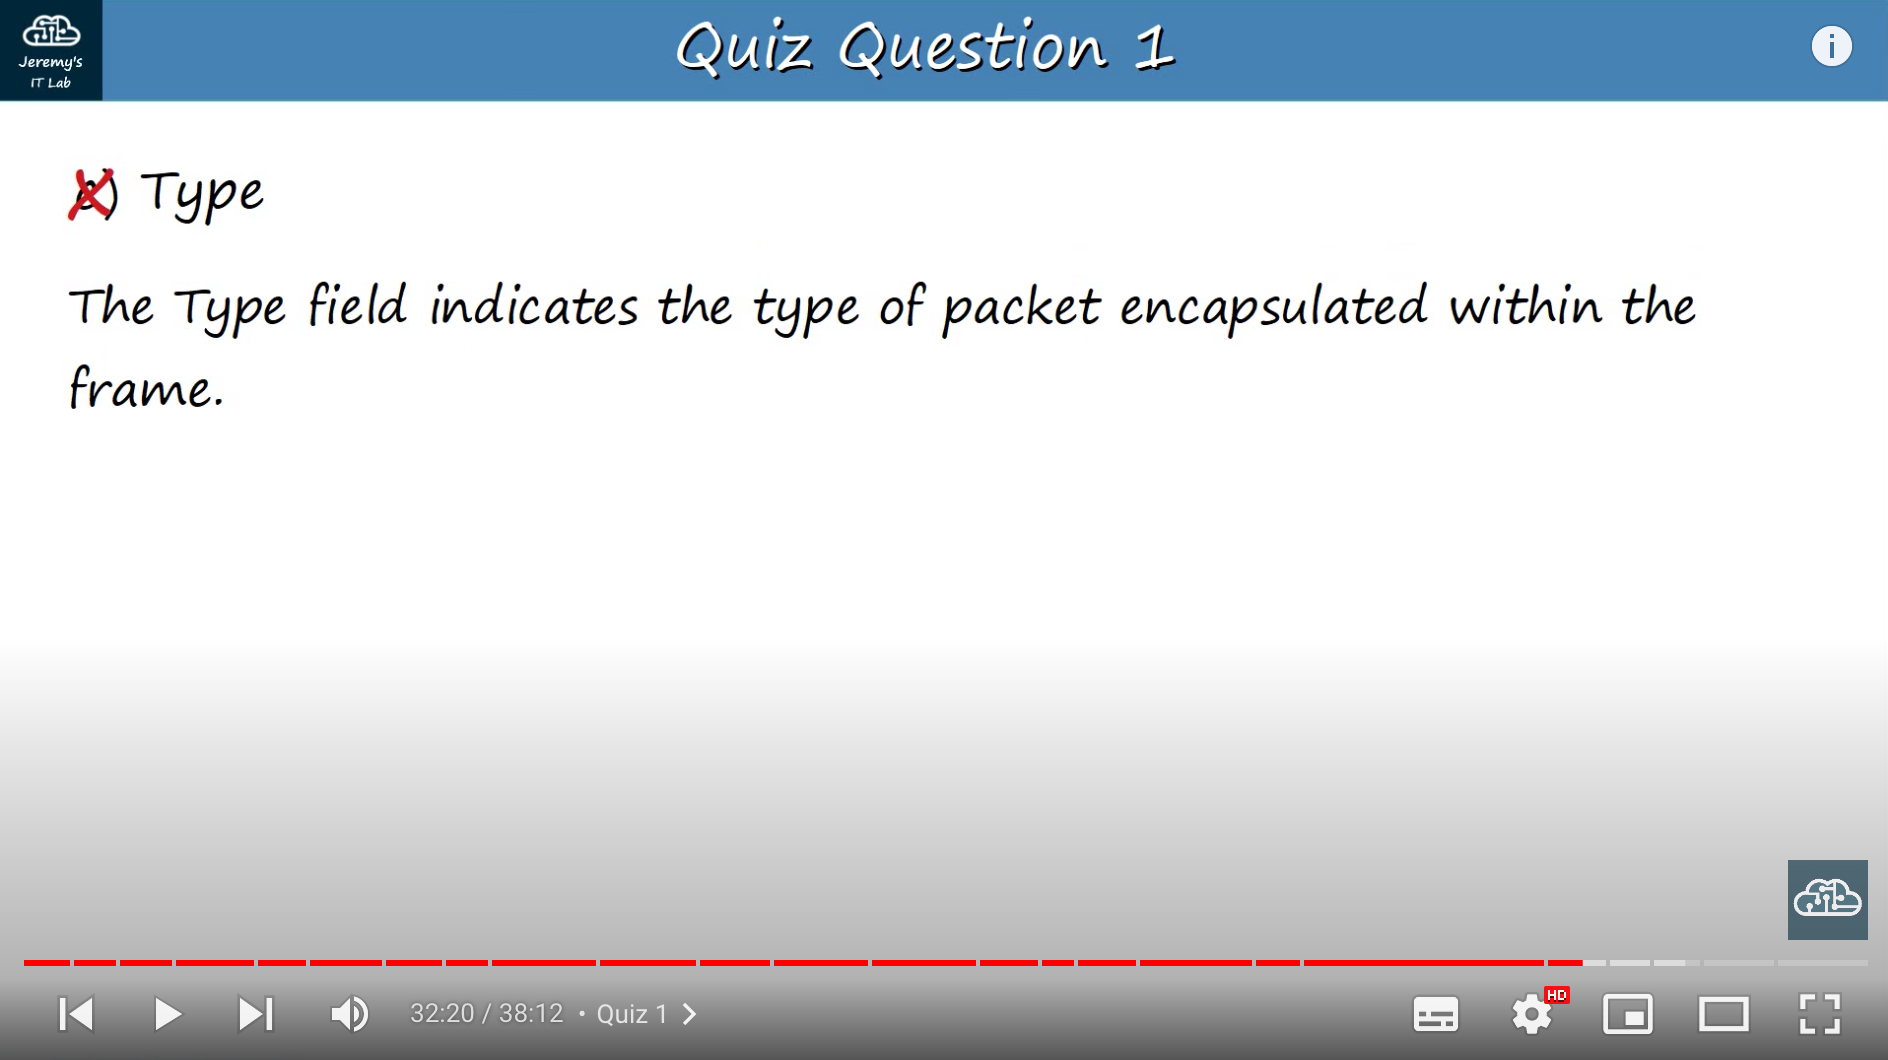 Jeremy's
IT Lab
Quiz Question 1
Type
The Type field indicates the type of packet encapsulated within the
frame.
HD
32:20 / 38:12 • Quiz 1